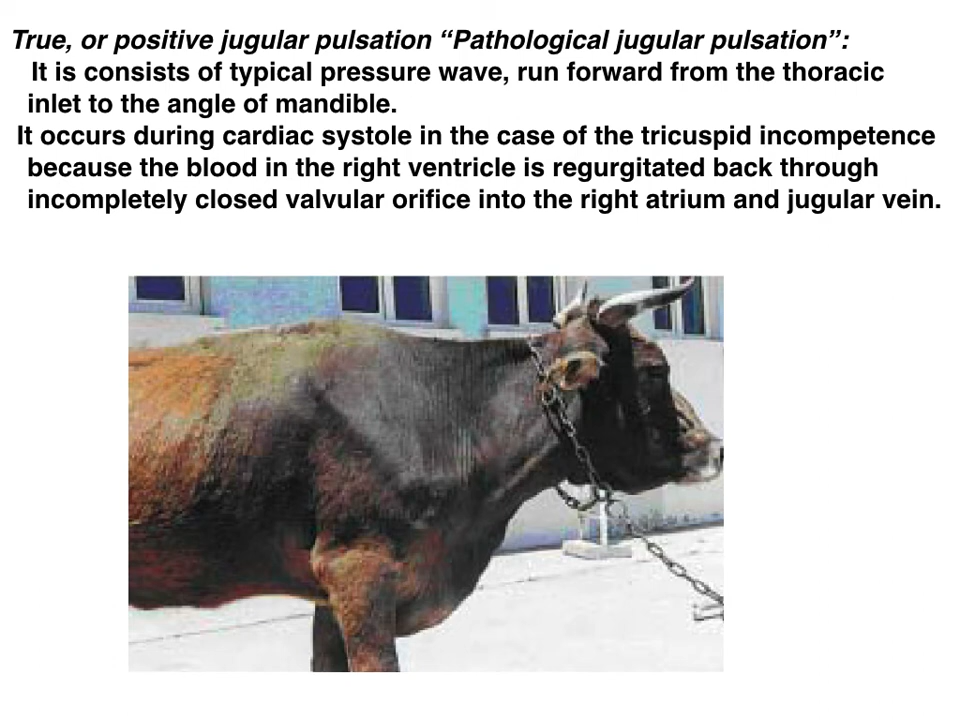 True, or positive jugular pulsation “Pathological jugular pulsation”:
It is consists of typical pressure wave, run forward from the thoracic
inlet to the angle of mandible.
It occurs during cardiac systole in the case of the tricuspid incompetence
because the blood in the right ventricle is regurgitated back through
incompletely closed valvular orifice into the right atrium and jugular vein.